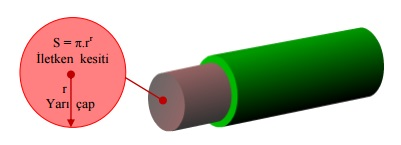 S = π.rʳ
İletken kesiti
r
Yarı çap